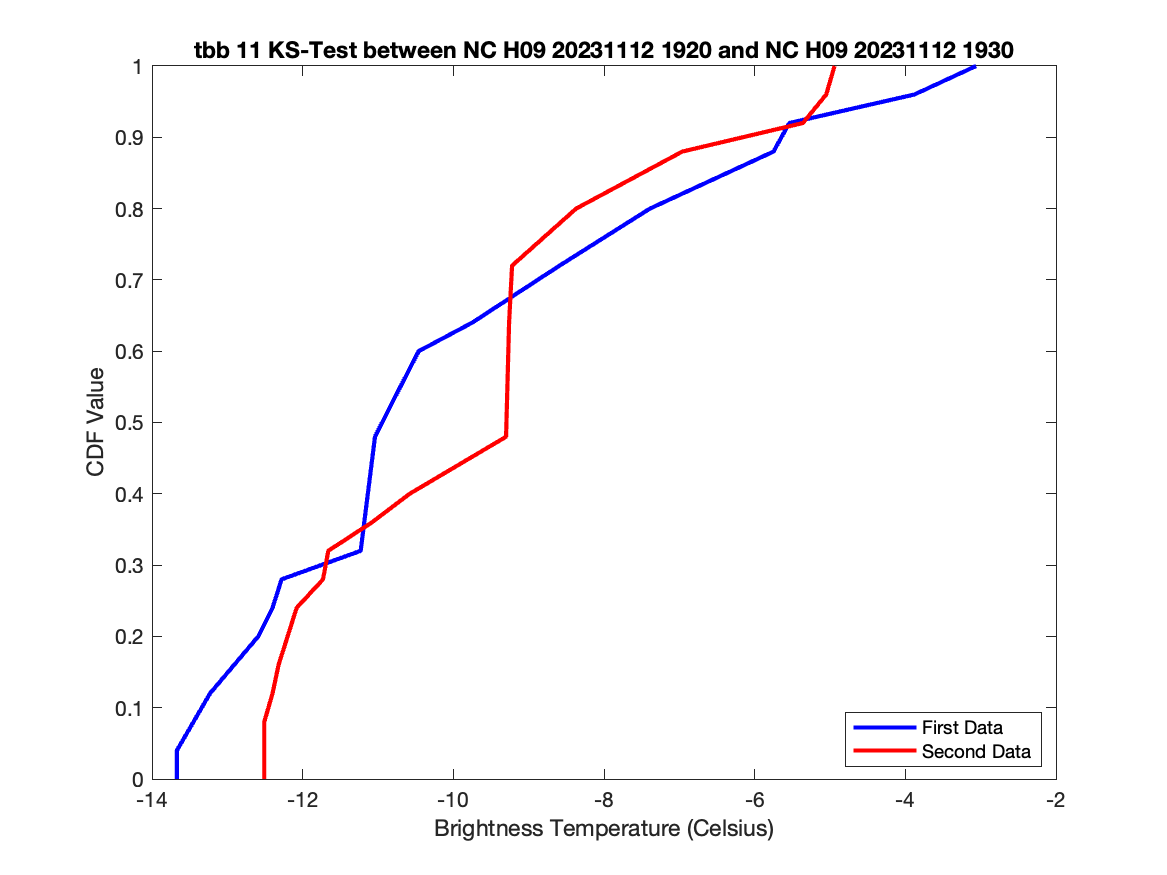 tbb 11 KS-Test between NC H09 20231112 1920 and NC H09 20231112 1930
1
0.9
0.8
0.7
0.6
0.5
0.4
0.3
0.2
0.1
0
CDF Value
First Data
Second Data
-14 -12 -10 -8 -6 -4 -2
Brightness Temperature (Celsius)